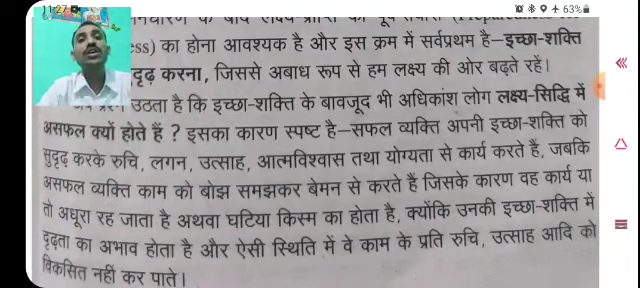 11:27
63%
के बाद लक्ष्य प्राप्ति
ess) का होना आवश्यक है और इस क्रम में सर्वप्रथम है–इच्छा-शक्ति
दृढ़ करना, जिससे अबाध रूप से हम लक्ष्य की ओर बढ़ते रहें।
उठता है कि इच्छा-शक्ति के बावजूद भी अधिकांश लोग लक्ष्य-सिद्धि में
असफल क्यों होते हैं ? इसका कारण स्पष्ट है–सफल व्यक्ति अपनी इच्छा-शक्ति को
सुदृढ़ करके रुचि, लगन, उत्साह, आत्मविश्वास तथा योग्यता से कार्य करते हैं, जबकि
असफल व्यक्ति काम को बोझ समझकर बेमन से करते हैं जिसके कारण वह कार्य या
तो अधूरा रह जाता है अथवा घटिया किस्म का होता है, क्योंकि उनकी इच्छा-शक्ति में
दृढ़ता का अभाव होता है और ऐसी स्थिति में वे काम के प्रति रुचि, उत्साह आदि को
विकसित नहीं कर पाते।